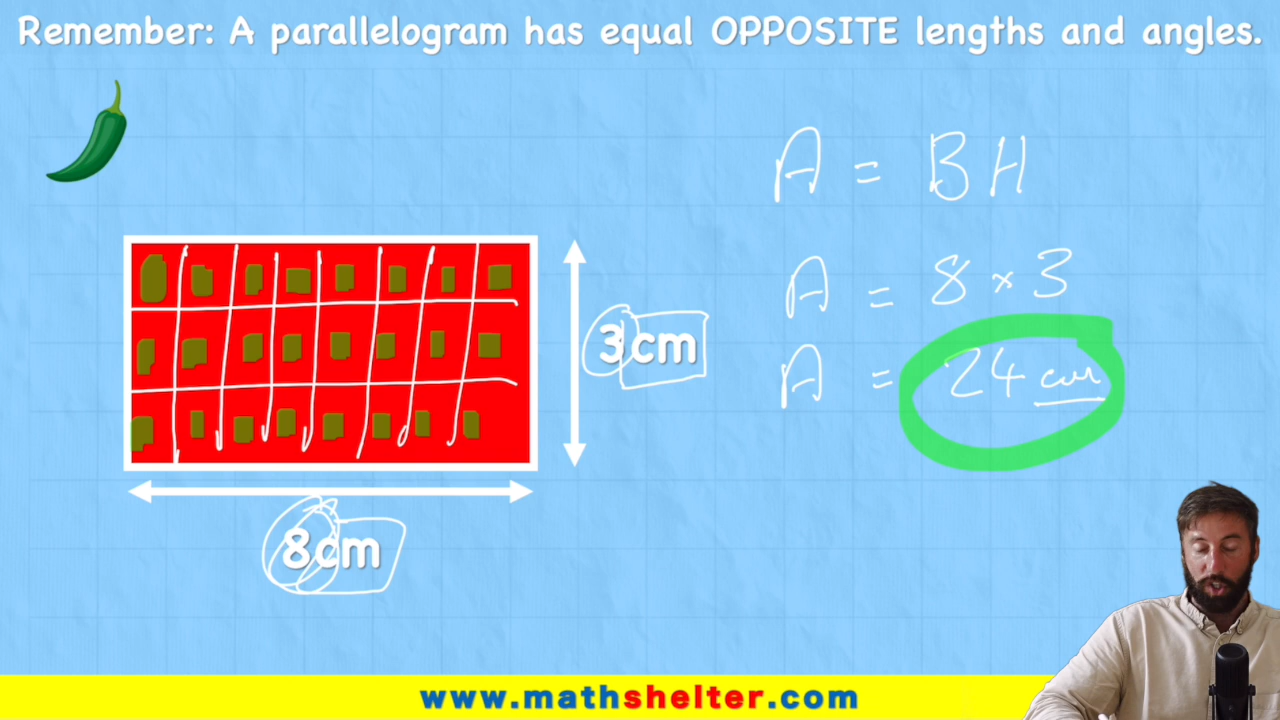 Remember: A parallelogram has equal OPPOSITE lengths and angles.
A = BH
A = 8 × 3
3cm
A = 24 cm
8cm
www.mathshelter.com